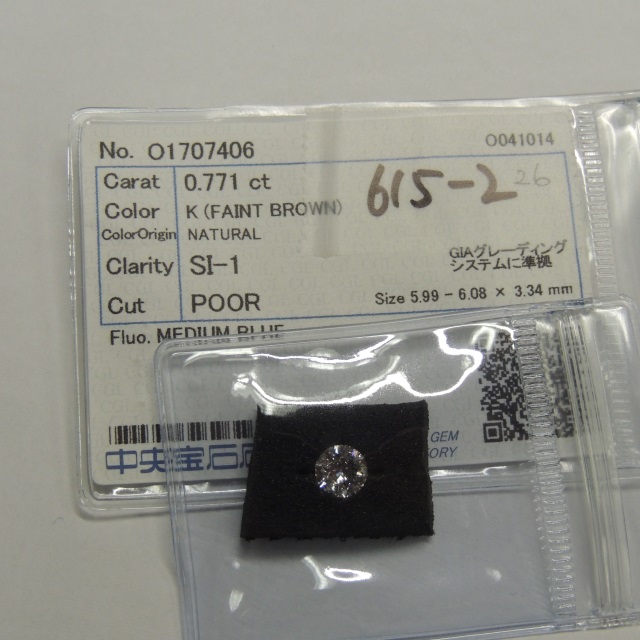 No. O1707406 O041014
Carat 0.771 ct
615-2 26
Color K (FAINT BROWN)
ColorOrigin NATURAL
Clarity SI-1
GIAグレーディング
システムに準拠
Cut POOR Size 5.99 - 6.08 × 3.34 mm
Fluo. MEDIUM BLUE
GEM
中央宝石